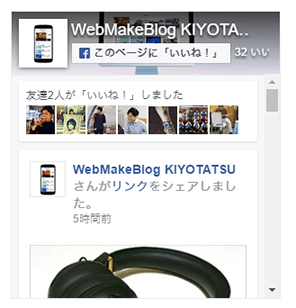 WebMakeBlog KIYOTA..
このページに「いいね！」
32 いい
友達2人が「いいね！」しました
WebMakeBlog KIYOTATSU
さんがリンクをシェアしまし
た。
5時間前